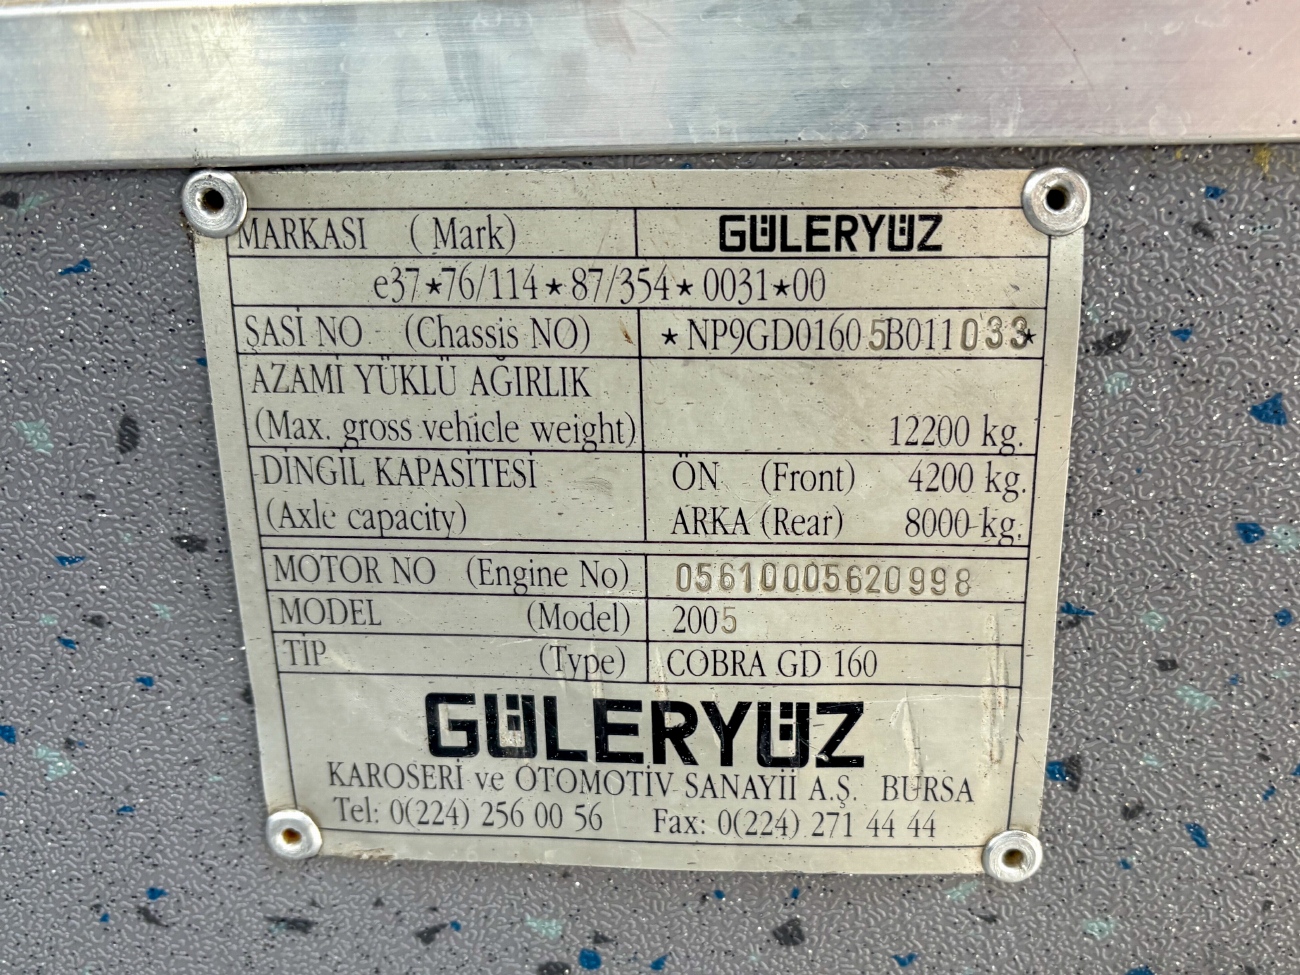 MARKASI (Mark) GÜLERYÜZ
e37★76/114★87/354★0031★00
ŞASİ NO (Chassis NO) ★NP9GD01605B011033★
AZAMİ YÜKLÜ AĞIRLIK
(Max. gross vehicle weight) 12200 kg.
DİNGİL KAPASİTESİ ÖN (Front) 4200 kg.
(Axle capacity) ARKA (Rear) 8000 kg.
MOTOR NO (Engine No) 05610005620998
MODEL (Model) 2005
TİP (Type) COBRA GD 160
GÜLERYÜZ
KAROSERİ ve OTOMOTİV SANAYİİ A.Ş. BURSA
Tel: 0(224) 256 00 56 Fax: 0(224) 271 44 44